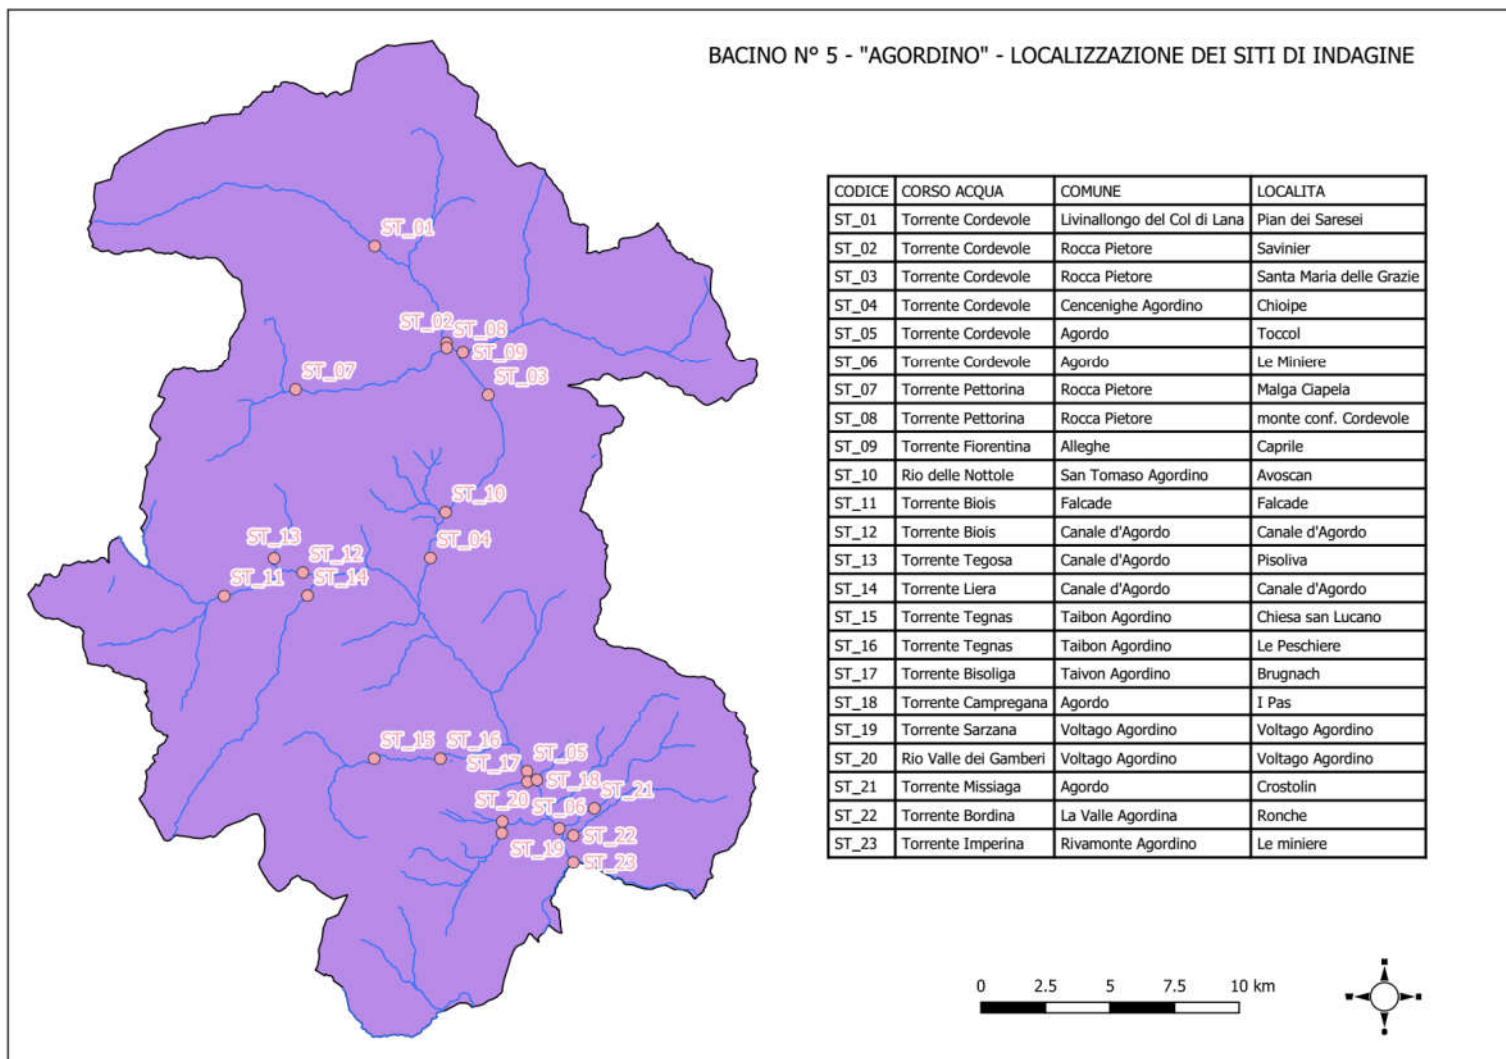 BACINO N° 5 - "AGORDINO" - LOCALIZZAZIONE DEI SITI DI INDAGINE
CODICE CORSO ACQUA COMUNE LOCALITA
ST_01 Torrente Cordevole Livinallongo del Col di Lana Pian dei Saresei
ST_02 Torrente Cordevole Rocca Pietore Savinier
ST_03 Torrente Cordevole Rocca Pietore Santa Maria delle Grazie
ST_04 Torrente Cordevole Cencenighe Agordino Chioipe
ST_05 Torrente Cordevole Agordo Toccol
ST_06 Torrente Cordevole Agordo Le Miniere
ST_07 Torrente Pettorina Rocca Pietore Malga Ciapela
ST_08 Torrente Pettorina Rocca Pietore monte conf. Cordevole
ST_09 Torrente Fiorentina Alleghe Caprile
ST_10 Rio delle Nottole San Tomaso Agordino Avoscan
ST_11 Torrente Biois Falcade Falcade
ST_12 Torrente Biois Canale d'Agordo Canale d'Agordo
ST_13 Torrente Tegosa Canale d'Agordo Pisoliva
ST_14 Torrente Liera Canale d'Agordo Canale d'Agordo
ST_15 Torrente Tegnas Taibon Agordino Chiesa san Lucano
ST_16 Torrente Tegnas Taibon Agordino Le Peschiere
ST_17 Torrente Bisoliga Taivon Agordino Brugnach
ST_18 Torrente Campregana Agordo I Pas
ST_19 Torrente Sarzana Voltago Agordino Voltago Agordino
ST_20 Rio Valle dei Gamberi Voltago Agordino Voltago Agordino
ST_21 Torrente Missiaga Agordo Crostolin
ST_22 Torrente Bordina La Valle Agordina Ronche
ST_23 Torrente Imperina Rivamonte Agordino Le miniere
ST_01
ST_02
ST_08
ST_09
ST_07
ST_03
ST_10
ST_13
ST_04
ST_12
ST_11
ST_14
ST_15
ST_16
ST_05
ST_17
ST_18
ST_21
ST_20
ST_06
ST_22
ST_19
ST_23
0 2.5 5 7.5 10 km